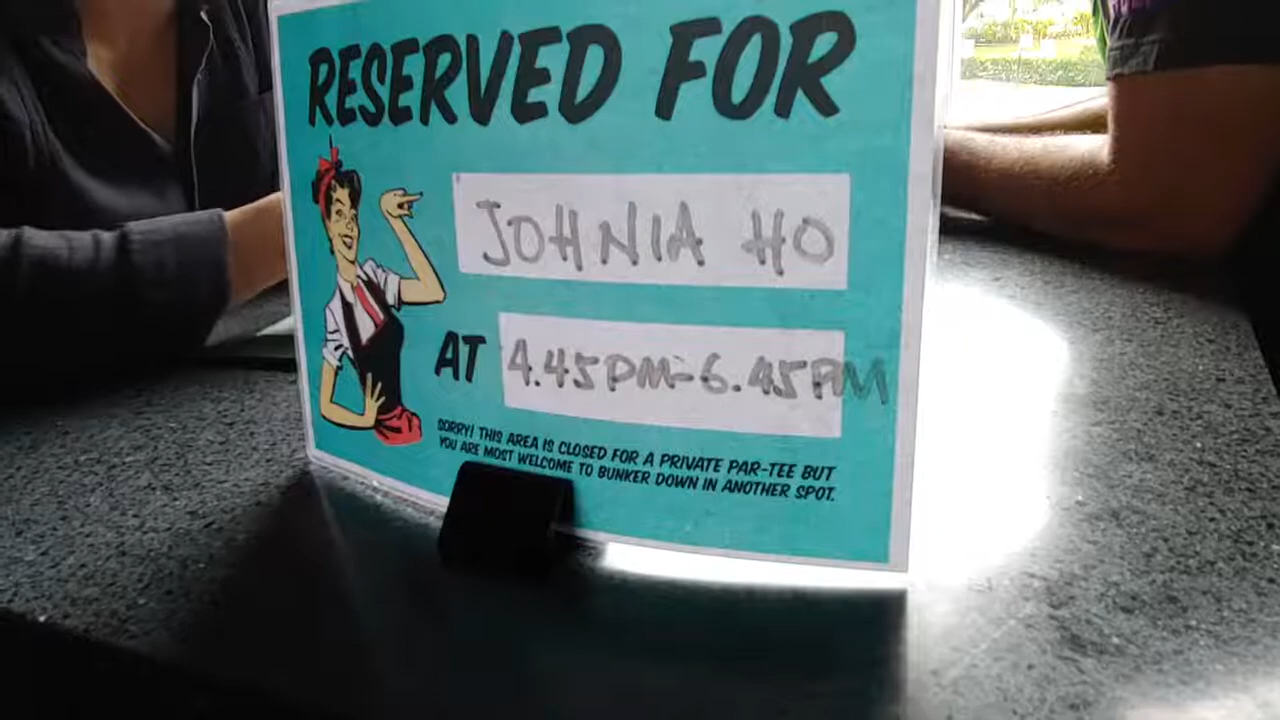 RESERVED FOR
JOHNIA HO
AT 4.45PM-6.45PM
SORRY! THIS AREA IS CLOSED FOR A PRIVATE PAR-TEE BUT
YOU ARE MOST WELCOME TO BUNKER DOWN IN ANOTHER SPOT.